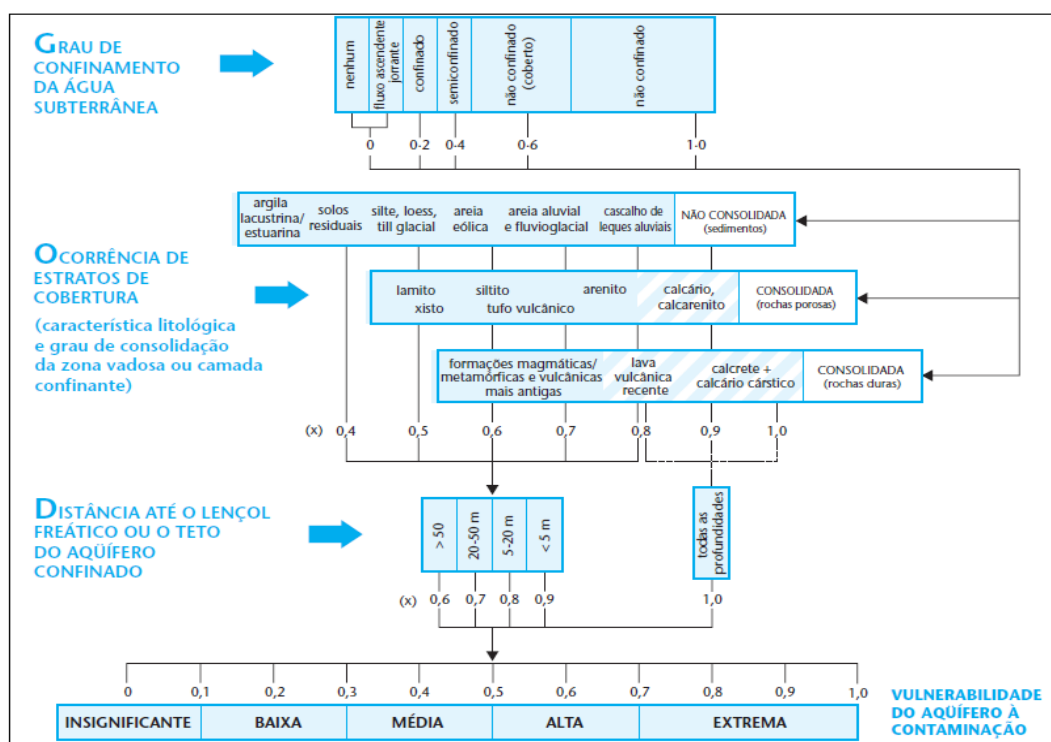 GRAU DE
CONFINAMENTO
DA ÁGUA
SUBTERRÂNEA
nenhum
fluxo ascendente
jorrante
confinado
semiconfinado
não confinado
(coberto)
não confinado
0
0-2
0-4
0-6
1-0
argila
lacustrina/
estuarina
solos
residuais
silte, loess,
till glacial
areia
eólica
areia aluvial
e fluvioglacial
cascalho de
leques aluviais
NÃO CONSOLIDADA
(sedimentos)
OCORRÊNCIA DE
ESTRATOS DE
COBERTURA
(característica litológica
e grau de consolidação
da zona vadosa ou camada
confinante)
lamito
xisto
siltito
tufo vulcânico
arenito
calcário,
calcarenito
CONSOLIDADA
(rochas porosas)
formações magmáticas/
metamórficas e vulcânicas
mais antigas
lava
vulcânica
recente
calcrete +
calcário cárstico
CONSOLIDADA
(rochas duras)
(x) 0,4 0,5 0,6 0,7 0,8 0,9 1,0
DISTÂNCIA ATÉ O LENÇOL
FREÁTICO OU O TETO
DO AQÜÍFERO
CONFINADO
> 50
20-50 m
5-20 m
< 5 m
todas as
profundidades
(x) 0,6 0,7 0,8 0,9 1,0
0 0,1 0,2 0,3 0,4 0,5 0,6 0,7 0,8 0,9 1,0
INSIGNIFICANTE BAIXA MÉDIA ALTA EXTREMA
VULNERABILIDADE
DO AQÜÍFERO À
CONTAMINAÇÃO